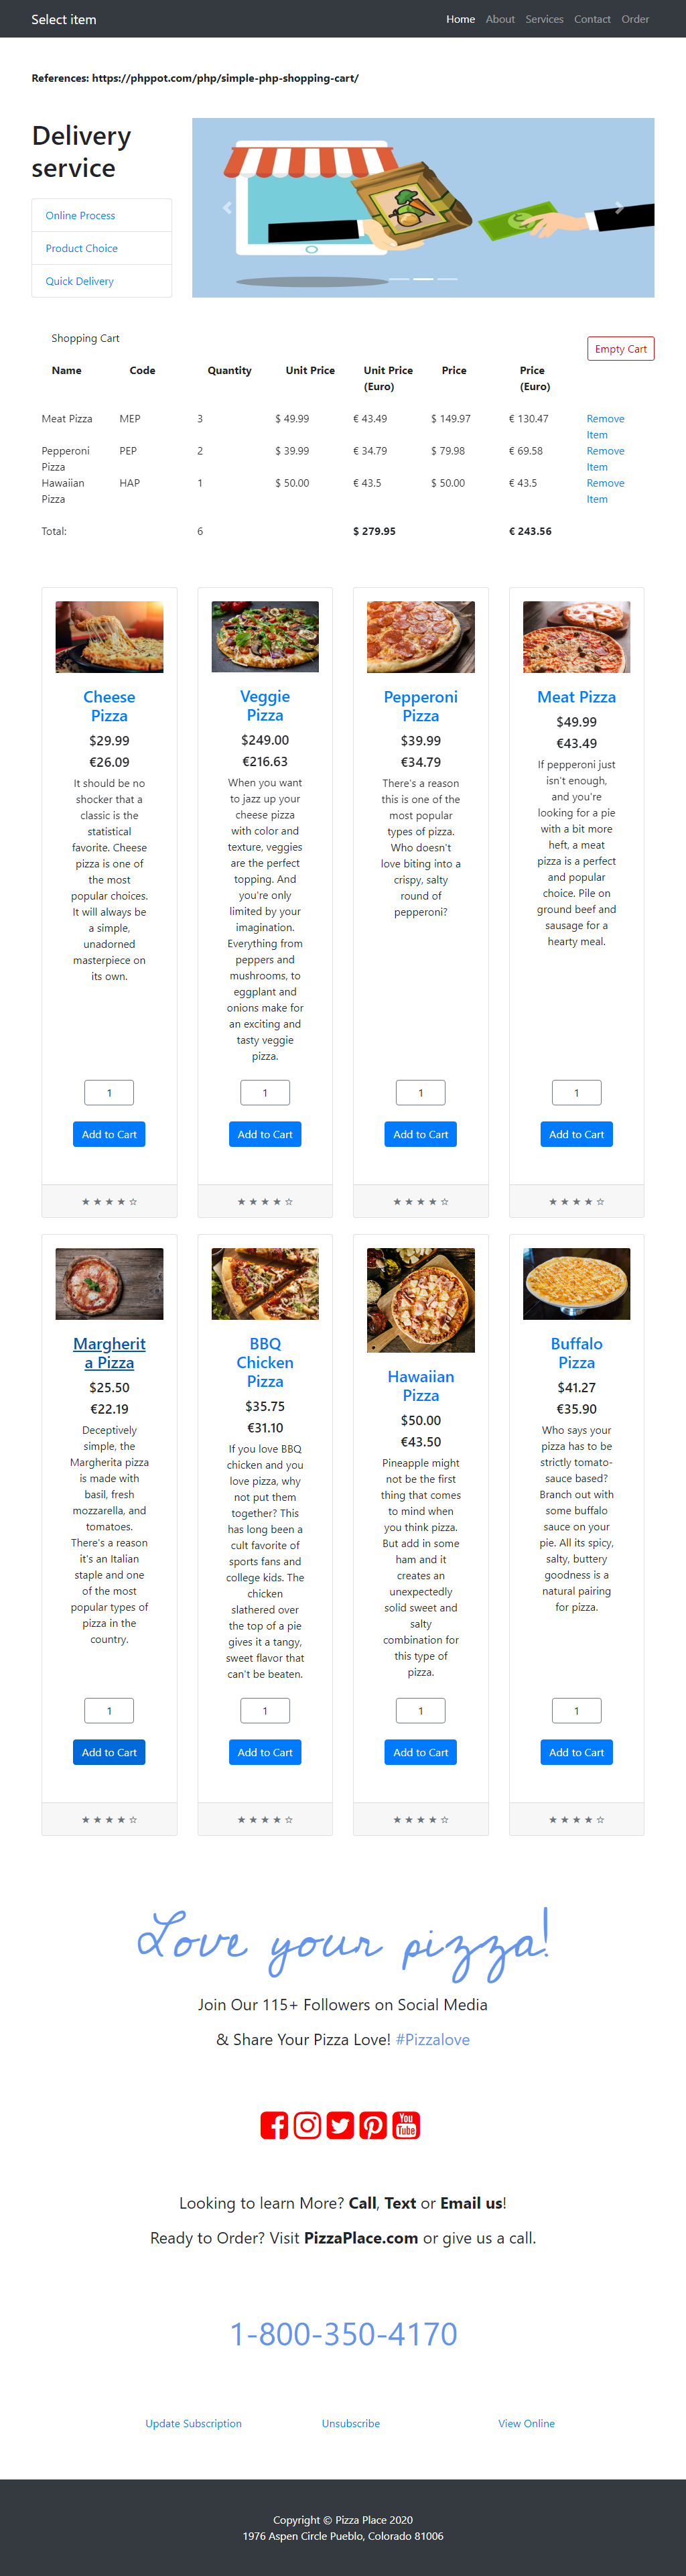 Select item
Home About Services Contact Order
References: https://phppot.com/php/simple-php-shopping-cart/
Delivery
service
Online Process
Product Choice
Quick Delivery
Shopping Cart
Empty Cart
Name Code Quantity Unit Price Unit Price (Euro) Price Price (Euro)
Meat Pizza MEP 3 $ 49.99 € 43.49 $ 149.97 € 130.47 Remove Item
Pepperoni Pizza PEP 2 $ 39.99 € 34.79 $ 79.98 € 69.58 Remove Item
Hawaiian Pizza HAP 1 $ 50.00 € 43.5 $ 50.00 € 43.5 Remove Item
Total: 6 $ 279.95 € 243.56
Cheese
Pizza
$29.99
€26.09
It should be no
shocker that a
classic is the
statistical
favorite. Cheese
pizza is one of
the most
popular choices.
It will always be
a simple,
unadorned
masterpiece on
its own.
1
Add to Cart
★ ★ ★ ★ ☆
Veggie
Pizza
$249.00
€216.63
When you want
to jazz up your
cheese pizza
with color and
texture, veggies
are the perfect
topping. And
you're only
limited by your
imagination.
Everything from
peppers and
mushrooms, to
eggplant and
onions make for
an exciting and
tasty veggie
pizza.
1
Add to Cart
★ ★ ★ ★ ☆
Pepperoni
Pizza
$39.99
€34.79
There's a reason
this is one of the
most popular
types of pizza.
Who doesn't
love biting into a
crispy, salty
round of
pepperoni?
1
Add to Cart
★ ★ ★ ★ ☆
Meat Pizza
$49.99
€43.49
If pepperoni just
isn't enough,
and you're
looking for a pie
with a bit more
heft, a meat
pizza is a perfect
and popular
choice. Pile on
ground beef and
sausage for a
hearty meal.
1
Add to Cart
★ ★ ★ ★ ☆
Margherit
a Pizza
$25.50
€22.19
Deceptively
simple, the
Margherita pizza
is made with
basil, fresh
mozzarella, and
tomatoes.
There's a reason
it's an Italian
staple and one
of the most
popular types of
pizza in the
country.
1
Add to Cart
★ ★ ★ ★ ☆
BBQ
Chicken
Pizza
$35.75
€31.10
If you love BBQ
chicken and you
love pizza, why
not put them
together? This
has long been a
cult favorite of
sports fans and
college kids. The
chicken
slathered over
the top of a pie
gives it a tangy,
sweet flavor that
can't be beaten.
1
Add to Cart
★ ★ ★ ★ ☆
Hawaiian
Pizza
$50.00
€43.50
Pineapple might
not be the first
thing that comes
to mind when
you think pizza.
But add in some
ham and it
creates an
unexpectedly
solid sweet and
salty
combination for
this type of
pizza.
1
Add to Cart
★ ★ ★ ★ ☆
Buffalo
Pizza
$41.27
€35.90
Who says your
pizza has to be
strictly tomato-
sauce based?
Branch out with
some buffalo
sauce on your
pie. All its spicy,
salty, buttery
goodness is a
natural pairing
for pizza.
1
Add to Cart
★ ★ ★ ★ ☆
Love your pizza!
Join Our 115+ Followers on Social Media
& Share Your Pizza Love! #Pizzalove
You
Tube
Looking to learn More? Call, Text or Email us!
Ready to Order? Visit PizzaPlace.com or give us a call.
1-800-350-4170
Update Subscription Unsubscribe View Online
Copyright © Pizza Place 2020
1976 Aspen Circle Pueblo, Colorado 81006